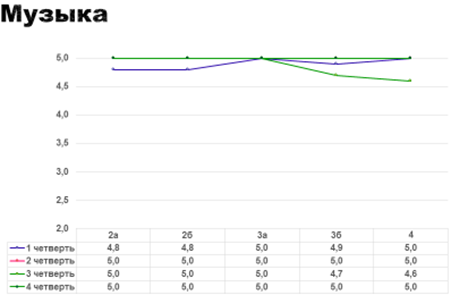 Музыка
5,0
4,5
4,0
3,5
3,0
2,5
2,0
2а 2б 3а 3б 4
1 четверть 4,8 4,8 5,0 4,9 5,0
2 четверть 5,0 5,0 5,0 5,0 5,0
3 четверть 5,0 5,0 5,0 4,7 4,6
4 четверть 5,0 5,0 5,0 5,0 5,0